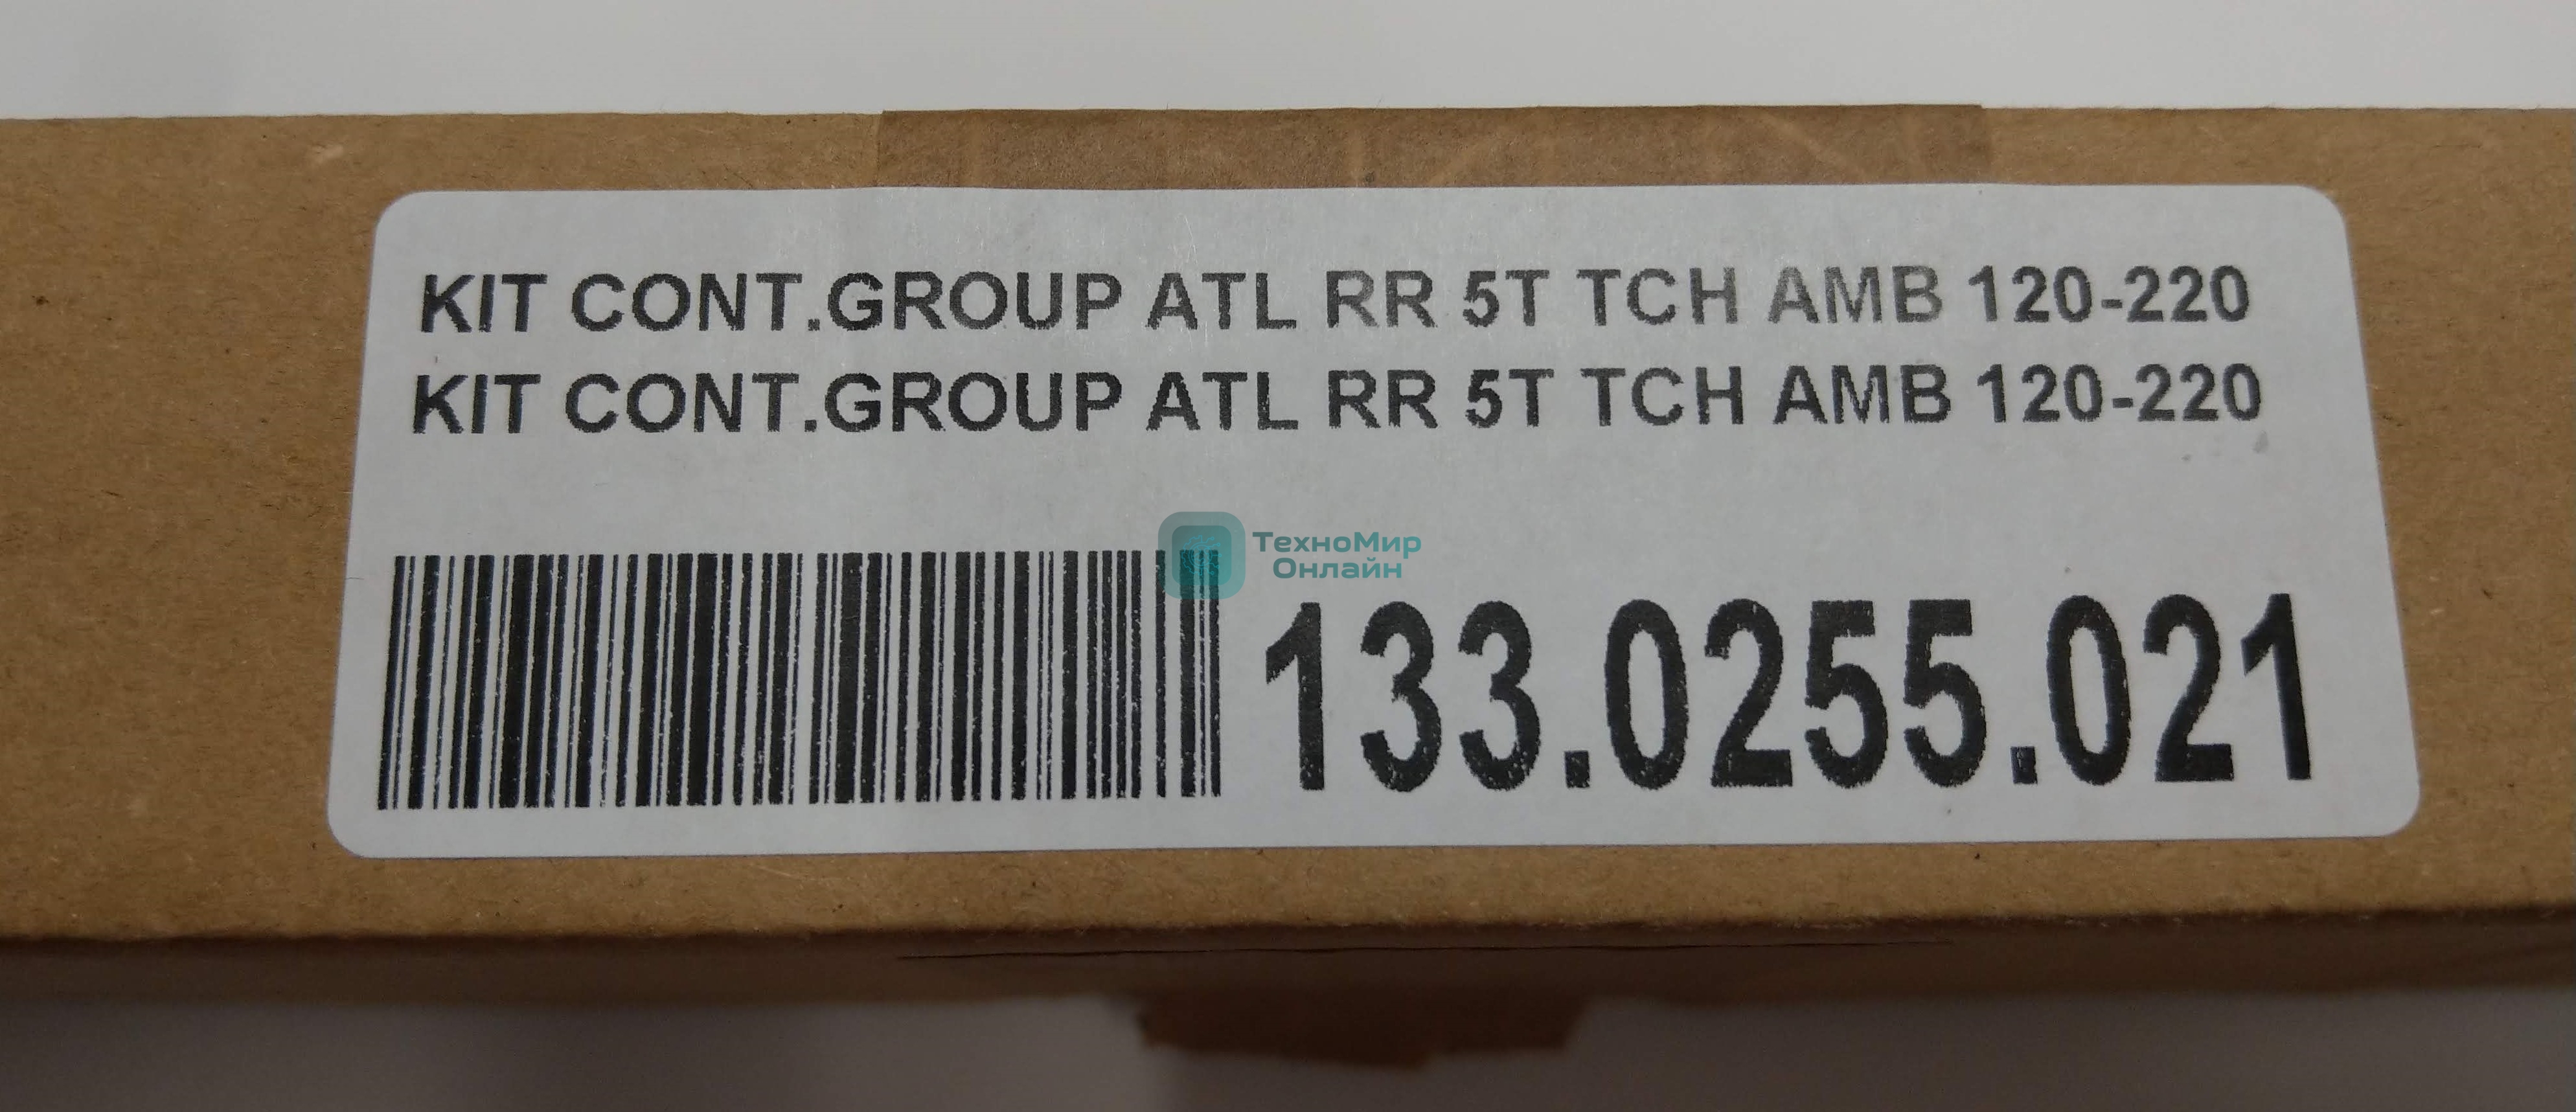 KIT CONT.GROUP ATL RR 5T TCH AMB 120-220
KIT CONT.GROUP ATL RR 5T TCH AMB 120-220
ТехноМир
Онлайн
133.0255.021